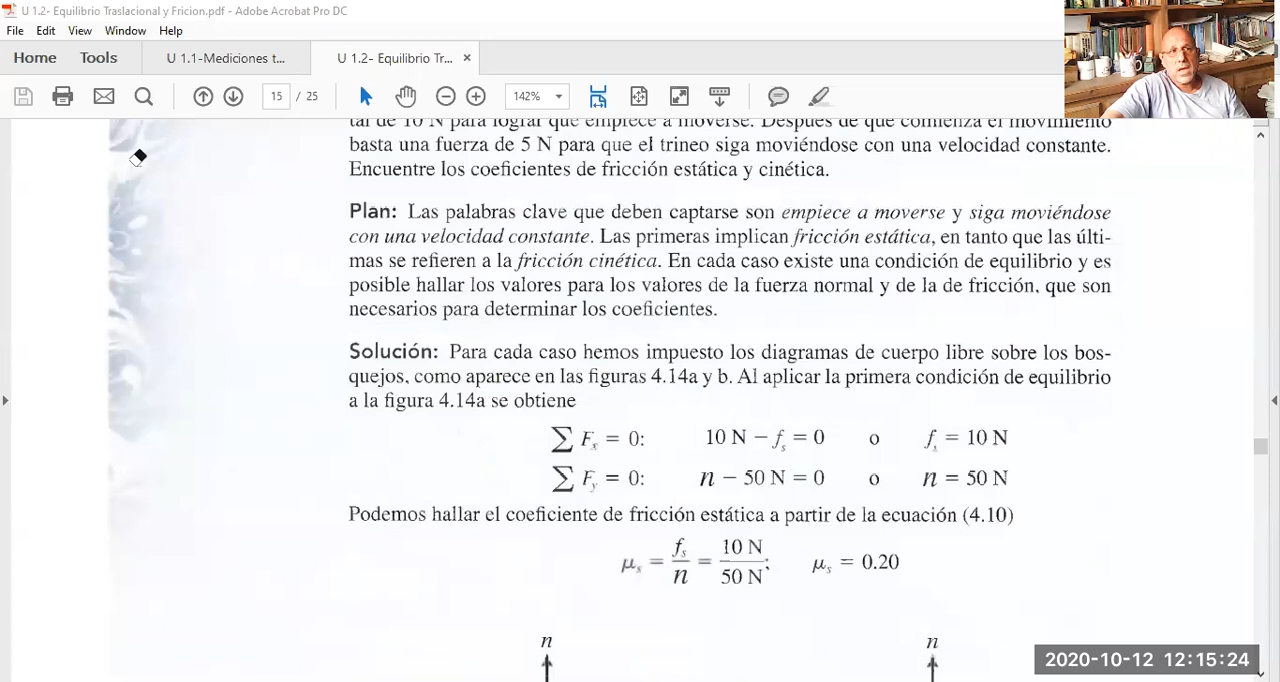 U 1.2- Equilibrio Traslacional y Fricion.pdf - Adobe Acrobat Pro DC
File Edit View Window Help
Home Tools U 1.1-Mediciones t... U 1.2- Equilibrio Tr... ×
15 / 25 142%
tal de 10 N para lograr que empiece a moverse. Después de que comienza el movimiento
basta una fuerza de 5 N para que el trineo siga moviéndose con una velocidad constante.
Encuentre los coeficientes de fricción estática y cinética.
Plan: Las palabras clave que deben captarse son empiece a moverse y siga moviéndose
con una velocidad constante. Las primeras implican fricción estática, en tanto que las últi-
mas se refieren a la fricción cinética. En cada caso existe una condición de equilibrio y es
posible hallar los valores para los valores de la fuerza normal y de la de fricción, que son
necesarios para determinar los coeficientes.
Solución: Para cada caso hemos impuesto los diagramas de cuerpo libre sobre los bos-
quejos, como aparece en las figuras 4.14a y b. Al aplicar la primera condición de equilibrio
a la figura 4.14a se obtiene
∑ Fx = 0: 10 N − fs = 0 o fs = 10 N
∑ Fy = 0: n − 50 N = 0 o n = 50 N
Podemos hallar el coeficiente de fricción estática a partir de la ecuación (4.10)
μs = fs/n = 10 N/50 N; μs = 0.20
n n
2020-10-12 12:15:24